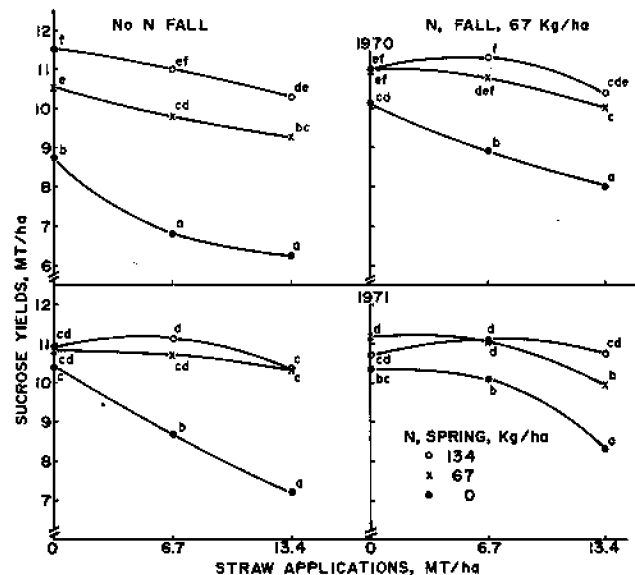 No N FALL
N, FALL, 67 Kg/ha
1970
12
11
10
9
8
7
6
f
ef
de
e
cd
bc
b
a
a
ef
ef
cd
f
def
b
cde
c
a
SUCROSE YIELDS, MT/ha
1971
12
11
10
9
8
7
cd
cd
c
d
cd
b
c
c
a
d
cd
bc
d
d
b
cd
b
a
N, SPRING, Kg/ha
134
67
0
0 6.7 13.4 0 6.7 13.4
STRAW APPLICATIONS, MT/ha